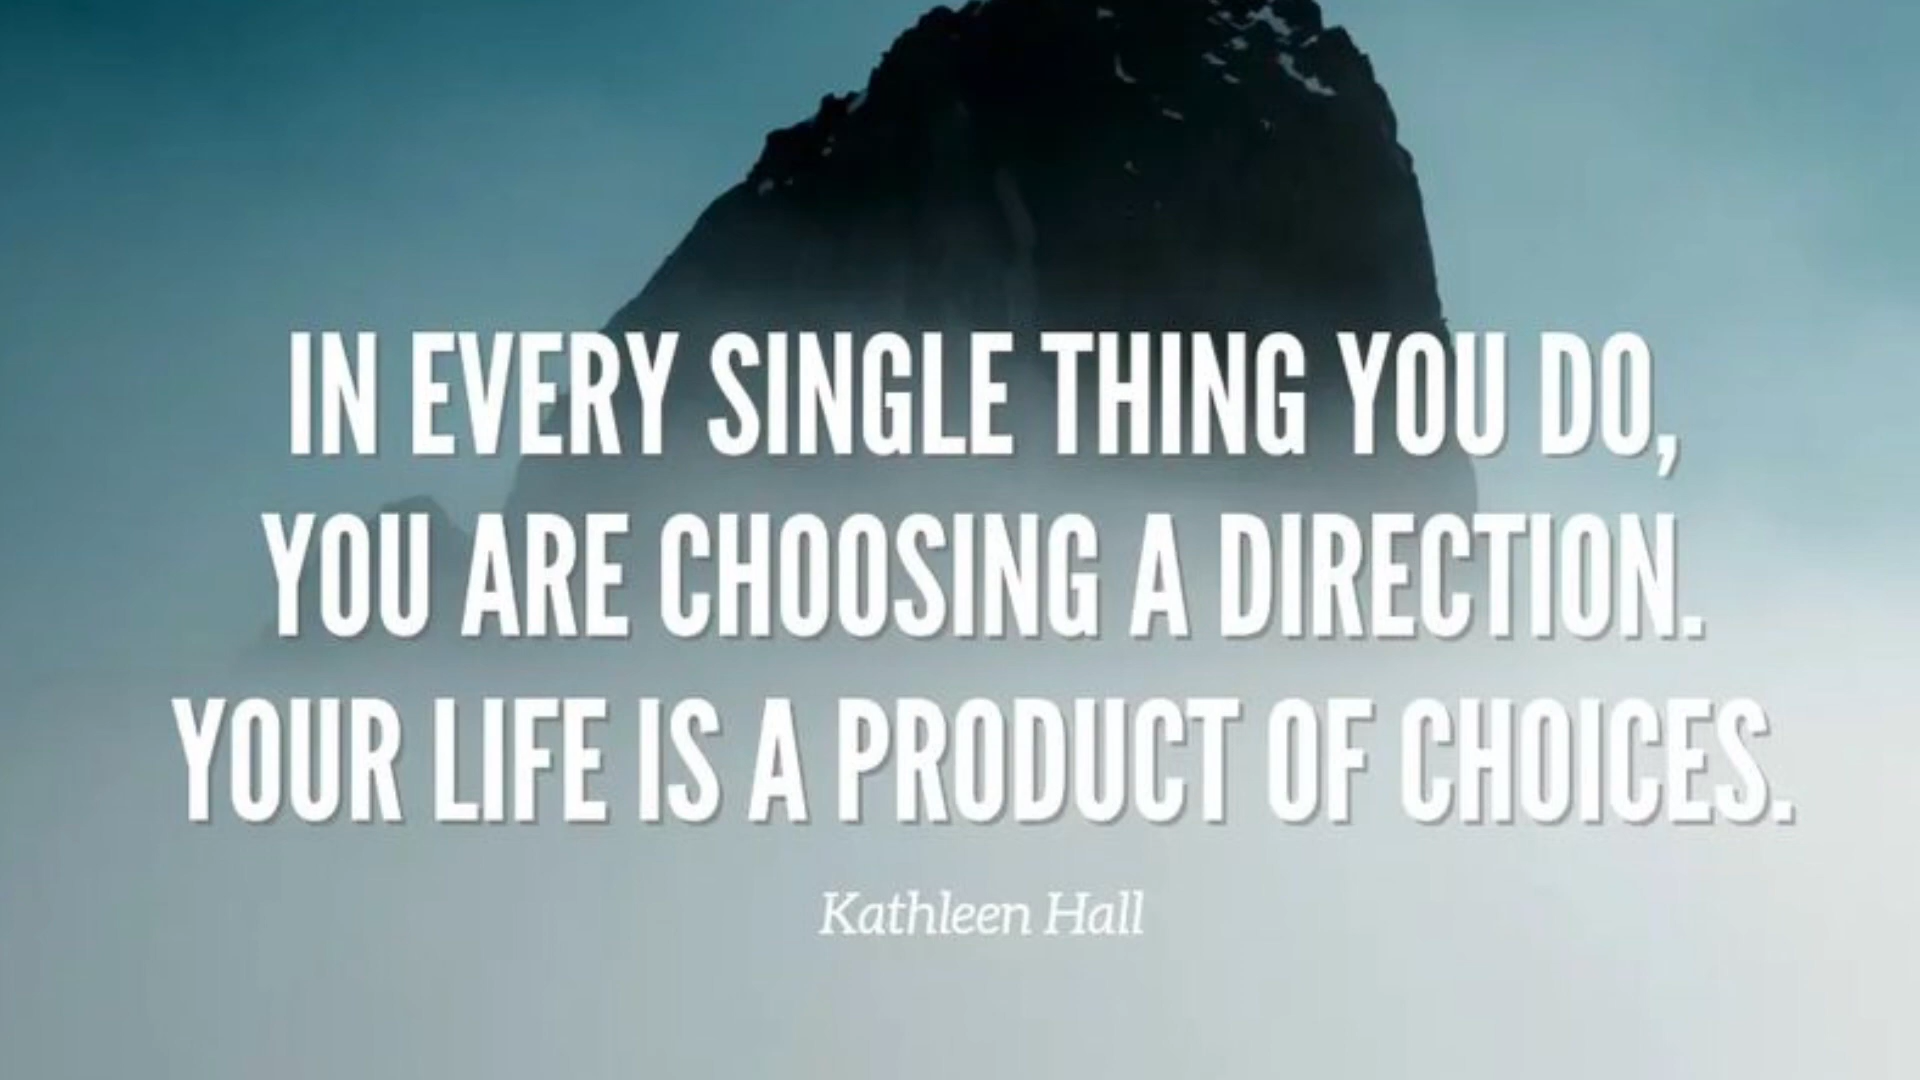 IN EVERY SINGLE THING YOU DO,
YOU ARE CHOOSING A DIRECTION.
YOUR LIFE IS A PRODUCT OF CHOICES.
Kathleen Hall